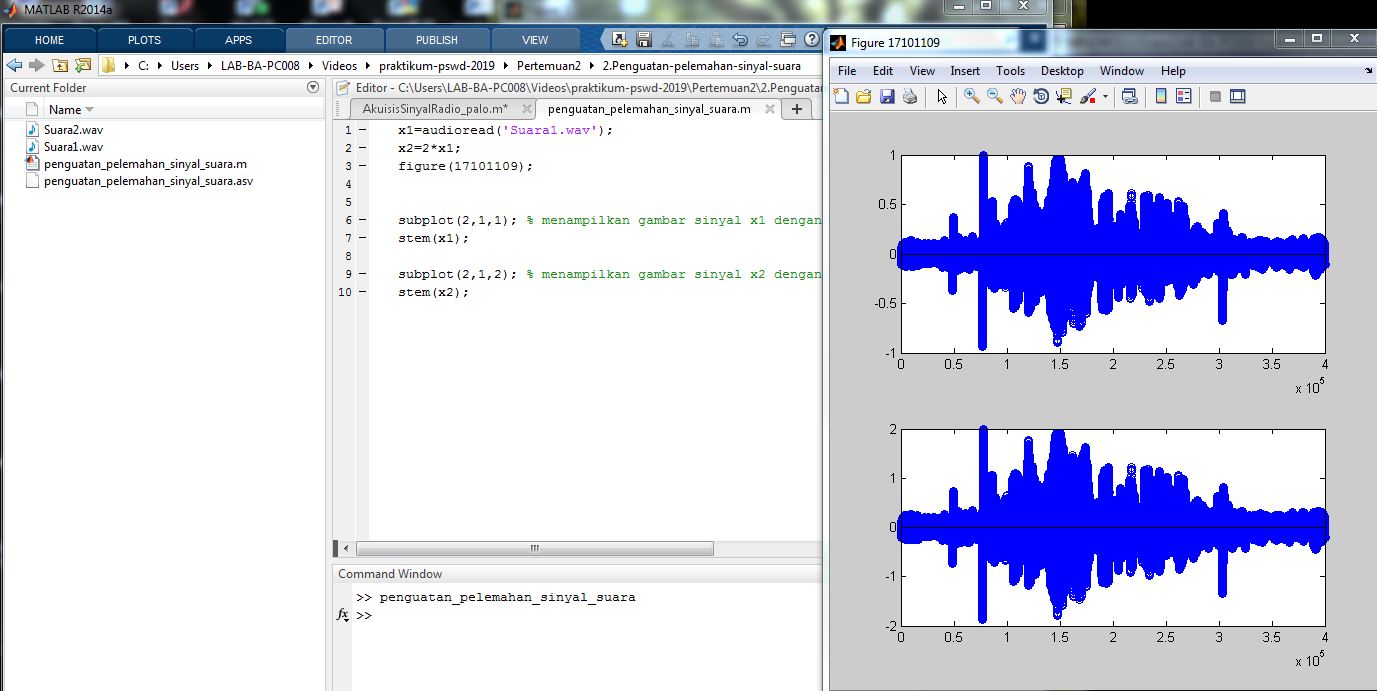 MATLAB R2014a
HOME PLOTS APPS EDITOR PUBLISH VIEW
C: Users LAB-BA-PC008 Videos praktikum-pswd-2019 Pertemuan2 2.Penguatan-pelemahan-sinyal-suara
Current Folder
Name
Suara2.wav
Suara1.wav
penguatan_pelemahan_sinyal_suara.m
penguatan_pelemahan_sinyal_suara.asv
Editor - C:\Users\LAB-BA-PC008\Videos\praktikum-pswd-2019\Pertemuan2\2.Penguatan
AkuisisSinyalRadio_palo.m* penguatan_pelemahan_sinyal_suara.m
1 x1=audioread('Suara1.wav');
2 x2=2*x1;
3 figure(17101109);
4
5
6 subplot(2,1,1); % menampilkan gambar sinyal x1 dengan
7 stem(x1);
8
9 subplot(2,1,2); % menampilkan gambar sinyal x2 dengan
10 stem(x2);
Command Window
>> penguatan_pelemahan_sinyal_suara
fx >>
Figure 17101109
File Edit View Insert Tools Desktop Window Help
1
0.5
0
-0.5
-1
0 0.5 1 1.5 2 2.5 3 3.5 4
x 10^5
2
1
0
-1
-2
0 0.5 1 1.5 2 2.5 3 3.5 4
x 10^5